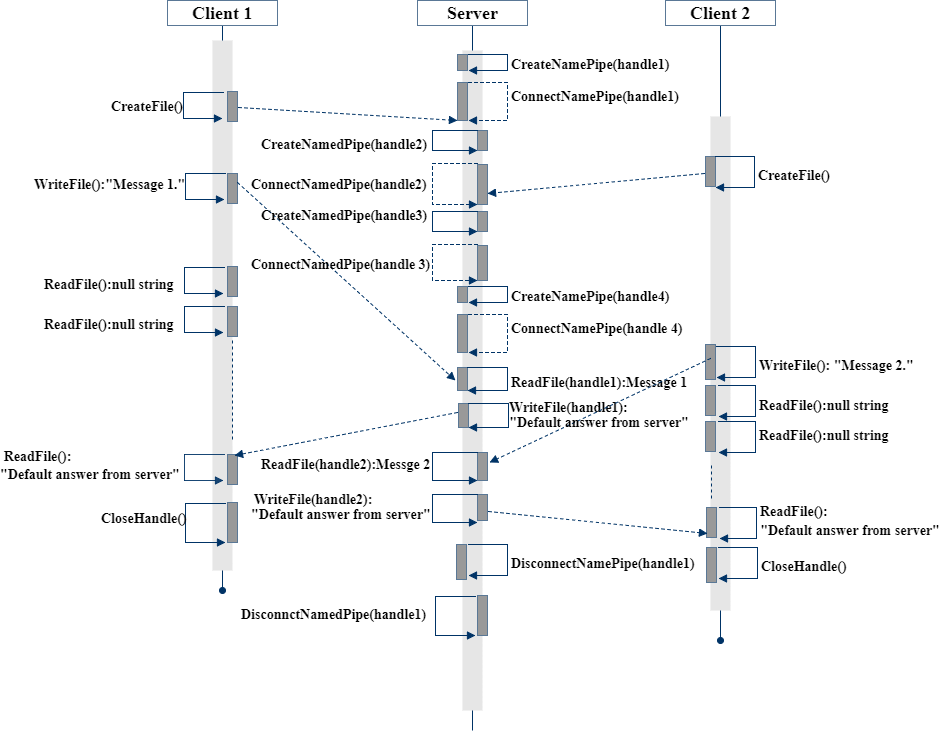 Client 1
Server
Client 2
CreateNamePipe(handle1)
ConnectNamePipe(handle1)
CreateFile()
CreateNamedPipe(handle2)
CreateFile()
WriteFile():"Message 1."
ConnectNamedPipe(handle2)
CreateNamedPipe(handle3)
ConnectNamedPipe(handle 3)
ReadFile():null string
CreateNamePipe(handle4)
ReadFile():null string
ConnectNamePipe(handle 4)
WriteFile(): "Message 2."
ReadFile(handle1):Message 1
ReadFile():null string
WriteFile(handle1):
"Default answer from server"
ReadFile():null string
ReadFile():
"Default answer from server"
ReadFile(handle2):Messge 2
WriteFile(handle2):
"Default answer from server"
CloseHandle()
ReadFile():
"Default answer from server"
DisconnectNamePipe(handle1)
CloseHandle()
DisconnctNamedPipe(handle1)